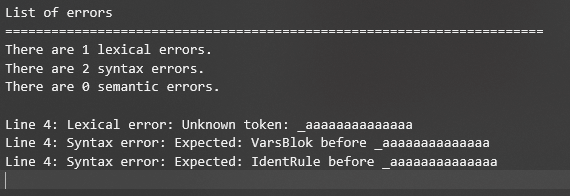 List of errors
======================================================================
There are 1 lexical errors.
There are 2 syntax errors.
There are 0 semantic errors.
Line 4: Lexical error: Unknown token: _aaaaaaaaaaaaaa
Line 4: Syntax error: Expected: VarsBlok before _aaaaaaaaaaaaaa
Line 4: Syntax error: Expected: IdentRule before _aaaaaaaaaaaaaa